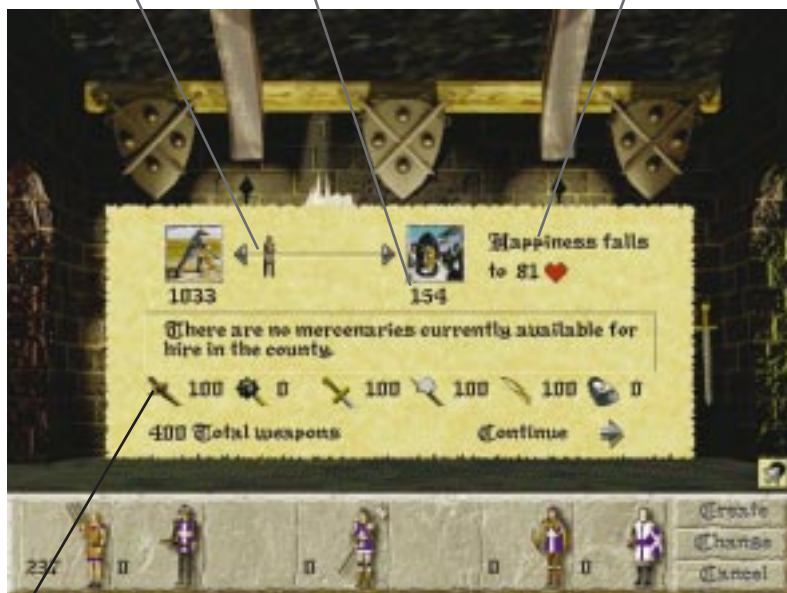 Happiness falls
to 81
1033
154
There are no mercenaries currently available for
hire in the county.
100 0 100 100 100 0
400 Total weapons Continue
Create
Change
0 0 0 0
Cancel